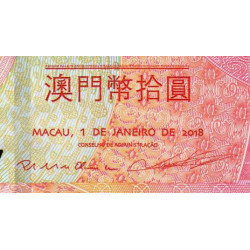 澳門幣拾圓
MACAU, 1 DE JANEIRO DE 2018
CONSELHO DE ADMINISTRAÇÃO